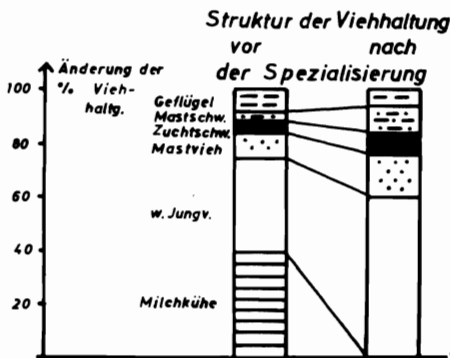 Struktur der Viehhaltung
vor nach
der Spezialisierung
Änderung der
% Vieh-
haltg.
100
80
60
40
20
Geflügel
Mastschw.
Zuchtschw.
Mastvieh
w. Jungv.
Milchkühe